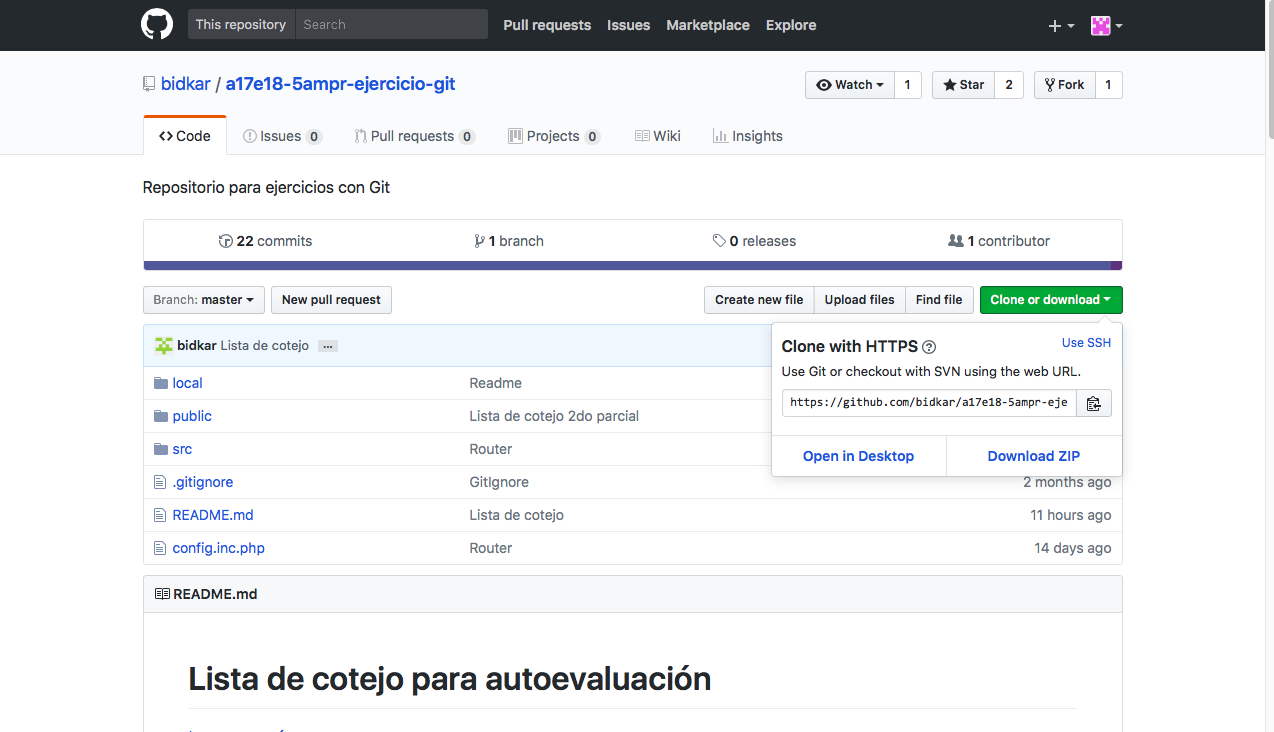 This repository Search Pull requests Issues Marketplace Explore
bidkar / a17e18-5ampr-ejercicio-git Watch 1 Star 2 Fork 1
Code Issues 0 Pull requests 0 Projects 0 Wiki Insights
Repositorio para ejercicios con Git
22 commits 1 branch 0 releases 1 contributor
Branch: master New pull request Create new file Upload files Find file Clone or download
bidkar Lista de cotejo ...
Clone with HTTPS ? Use SSH
Use Git or checkout with SVN using the web URL.
https://github.com/bidkar/a17e18-5ampr-eje
Open in Desktop Download ZIP
local Readme
public Lista de cotejo 2do parcial
src Router
.gitignore GitIgnore 2 months ago
README.md Lista de cotejo 11 hours ago
config.inc.php Router 14 days ago
README.md
Lista de cotejo para autoevaluación